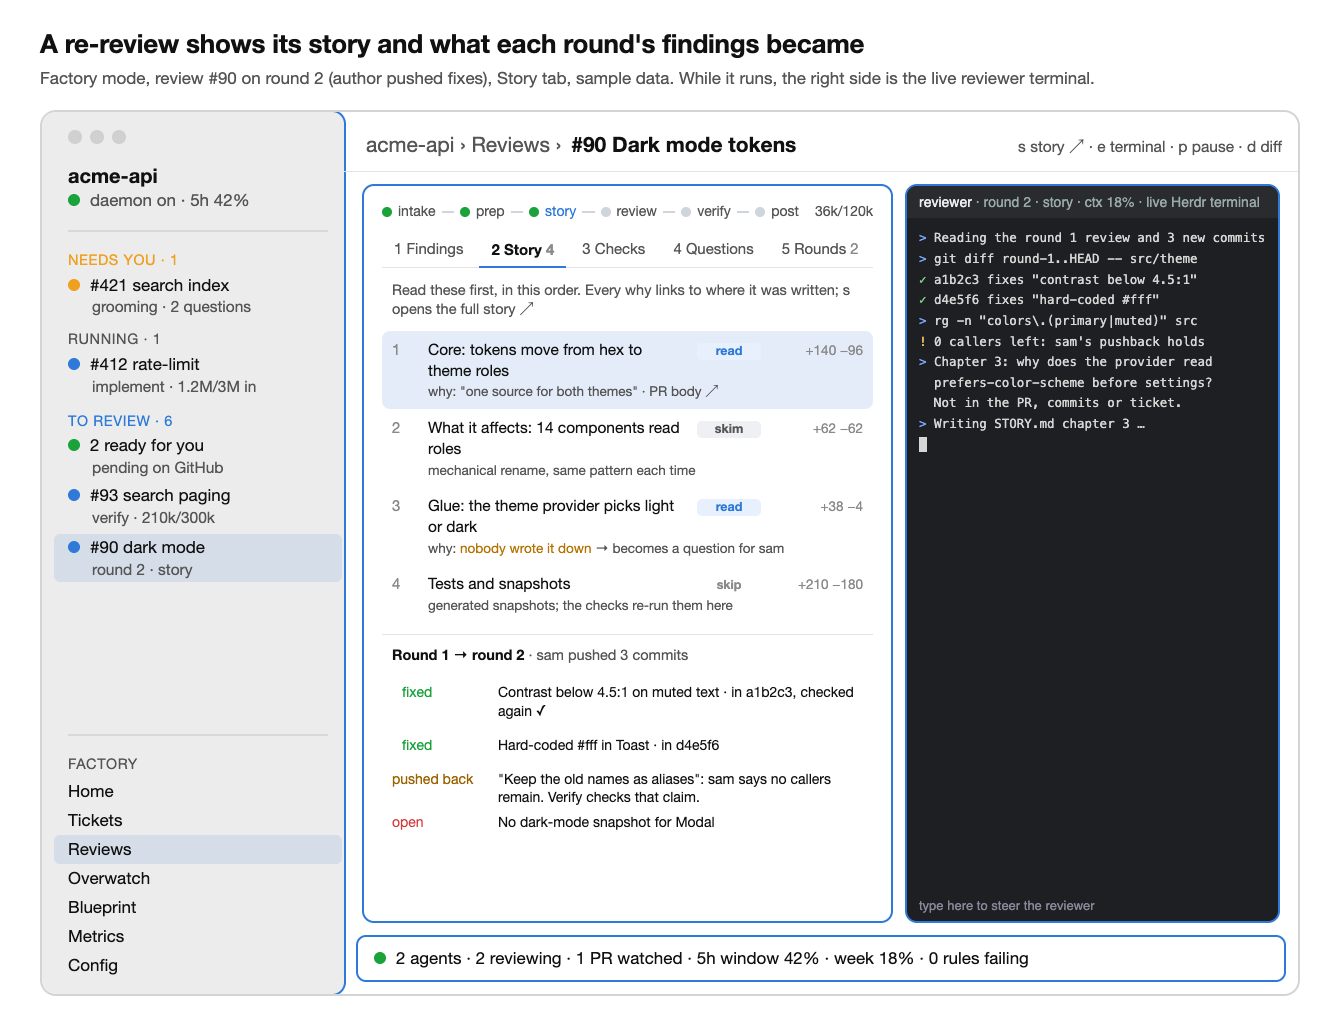 A re-review shows its story and what each round's findings became
Factory mode, review #90 on round 2 (author pushed fixes), Story tab, sample data. While it runs, the right side is the live reviewer terminal.
acme-api
daemon on · 5h 42%
NEEDS YOU · 1
#421 search index
grooming · 2 questions
RUNNING · 1
#412 rate-limit
implement · 1.2M/3M in
TO REVIEW · 6
2 ready for you
pending on GitHub
#93 search paging
verify · 210k/300k
#90 dark mode
round 2 · story
FACTORY
Home
Tickets
Reviews
Overwatch
Blueprint
Metrics
Config
acme-api › Reviews › #90 Dark mode tokens
s story ↗ · e terminal · p pause · d diff
intake — prep — story — review — verify — post 36k/120k
1 Findings 2 Story 4 3 Checks 4 Questions 5 Rounds 2
Read these first, in this order. Every why links to where it was written; s
opens the full story ↗
1 Core: tokens move from hex to read +140 −96
theme roles
why: "one source for both themes" · PR body ↗
2 What it affects: 14 components read skim +62 −62
roles
mechanical rename, same pattern each time
3 Glue: the theme provider picks light read +38 −4
or dark
why: nobody wrote it down → becomes a question for sam
4 Tests and snapshots skip +210 −180
generated snapshots; the checks re-run them here
Round 1 → round 2 · sam pushed 3 commits
fixed Contrast below 4.5:1 on muted text · in a1b2c3, checked
again ✓
fixed Hard-coded #fff in Toast · in d4e5f6
pushed back "Keep the old names as aliases": sam says no callers
remain. Verify checks that claim.
open No dark-mode snapshot for Modal
reviewer · round 2 · story · ctx 18% · live Herdr terminal
> Reading the round 1 review and 3 new commits
> git diff round-1..HEAD -- src/theme
✓ a1b2c3 fixes "contrast below 4.5:1"
✓ d4e5f6 fixes "hard-coded #fff"
> rg -n "colors\.(primary|muted)" src
! 0 callers left: sam's pushback holds
> Chapter 3: why does the provider read
prefers-color-scheme before settings?
Not in the PR, commits or ticket.
> Writing STORY.md chapter 3 …
type here to steer the reviewer
2 agents · 2 reviewing · 1 PR watched · 5h window 42% · week 18% · 0 rules failing